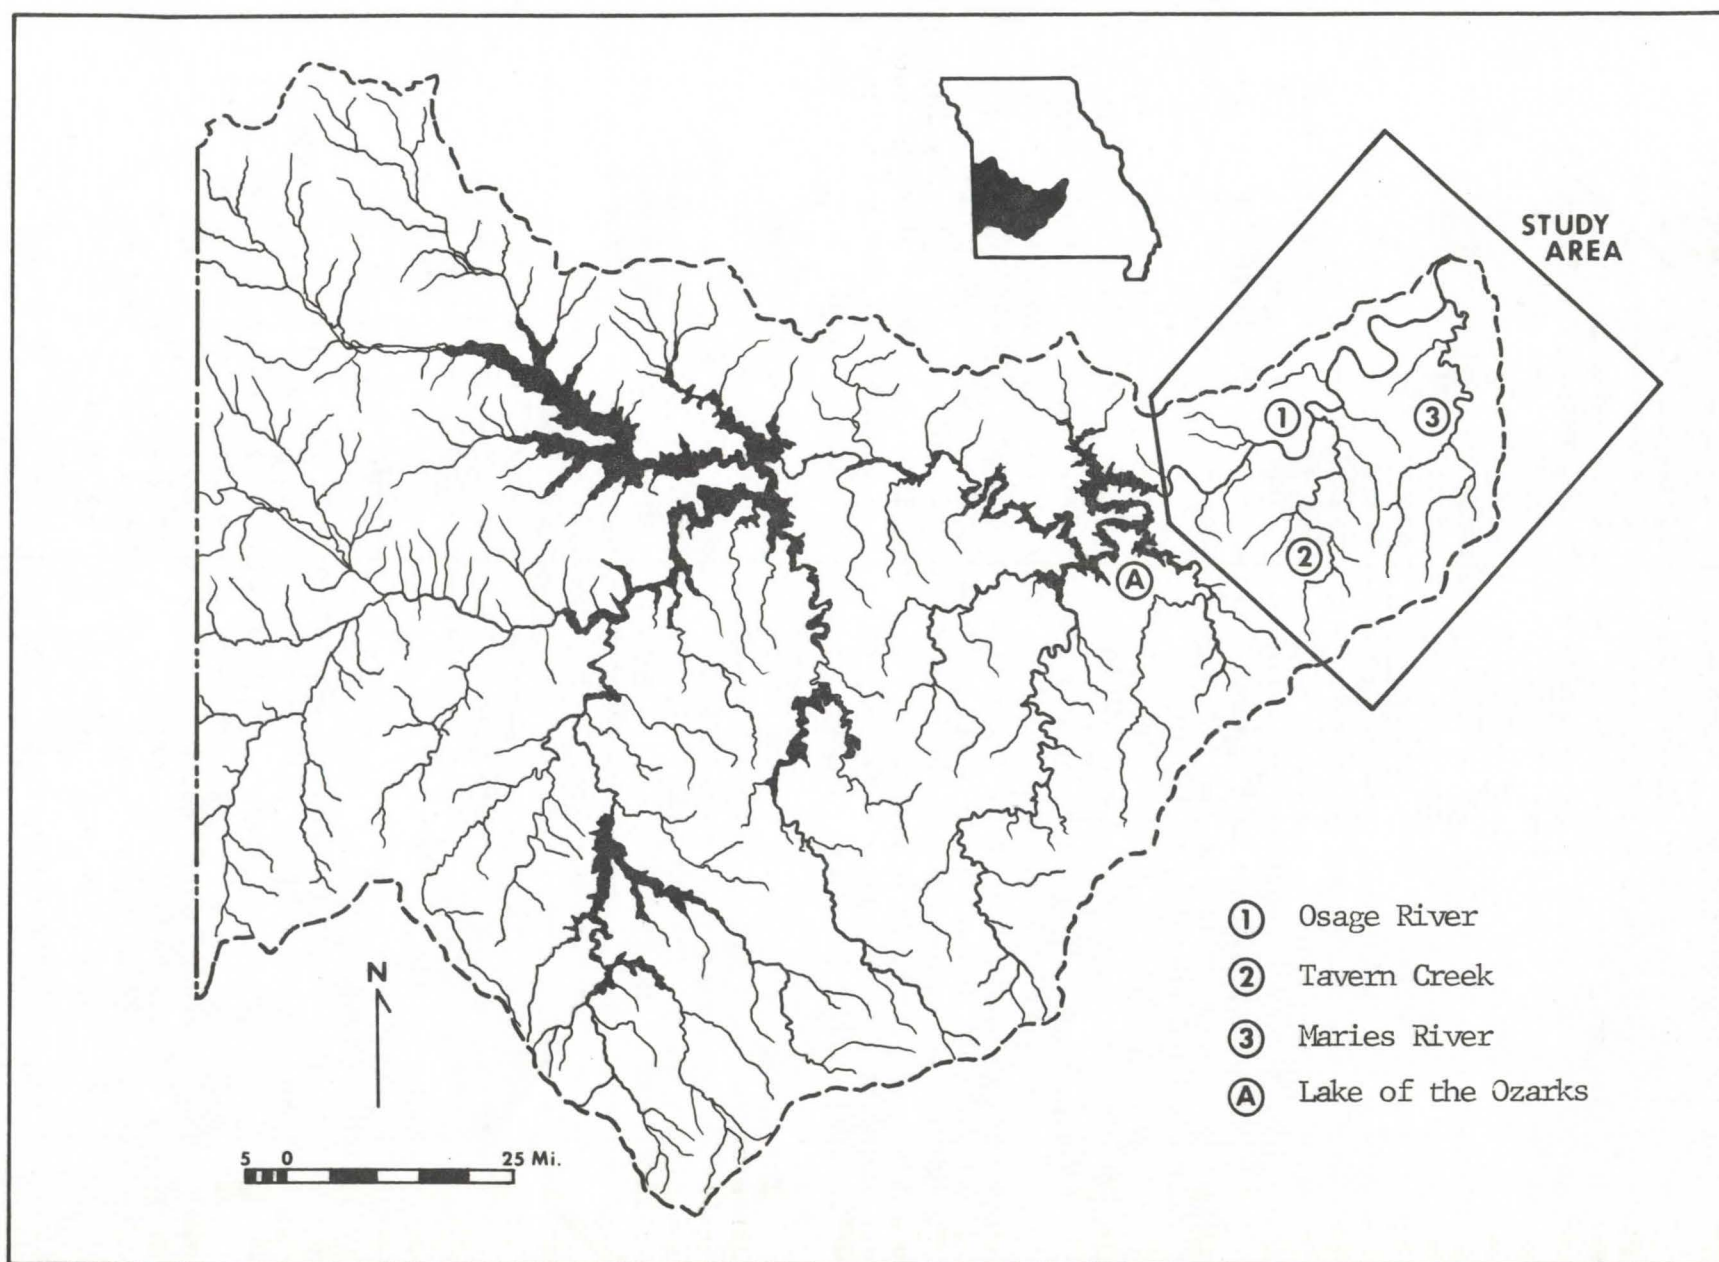 STUDY
AREA
1
3
2
A
1 Osage River
2 Tavern Creek
3 Maries River
A Lake of the Ozarks
N
5 0 25 Mi.